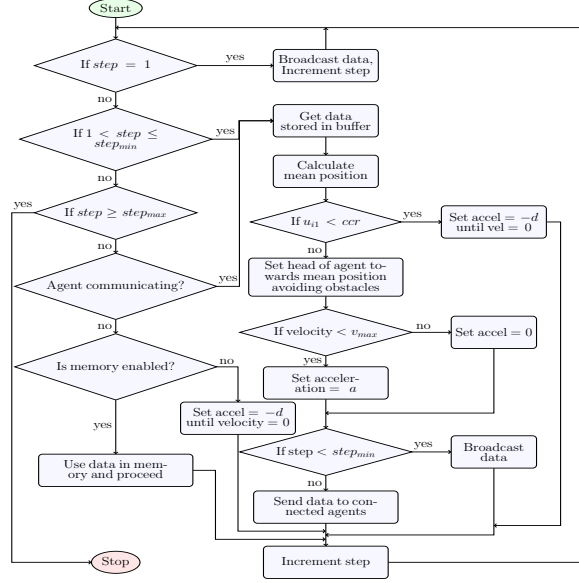 Start
If step = 1
yes
Broadcast data,
Increment step
no
If 1 < step ≤
step_min
yes
Get data
stored in buffer
no
Calculate
mean position
yes
If step ≥ step_max
If u_i1 < ccr
yes
Set accel = −d
until vel = 0
no
no
Agent communicating?
yes
Set head of agent to-
wards mean position
avoiding obstacles
no
If velocity < v_max
no
Set accel = 0
yes
Is memory enabled?
no
Set acceler-
ation = a
yes
Set accel = −d
until velocity = 0
If step < step_min
yes
Broadcast
data
Use data in mem-
ory and proceed
no
Send data to con-
nected agents
Stop
Increment step